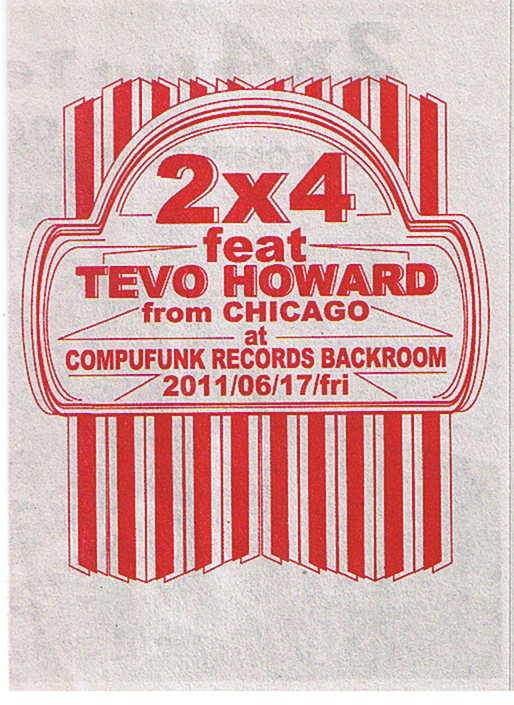 2x4
feat
TEVO HOWARD
from CHICAGO
at
COMPUFUNK RECORDS BACKROOM
2011/06/17/fri